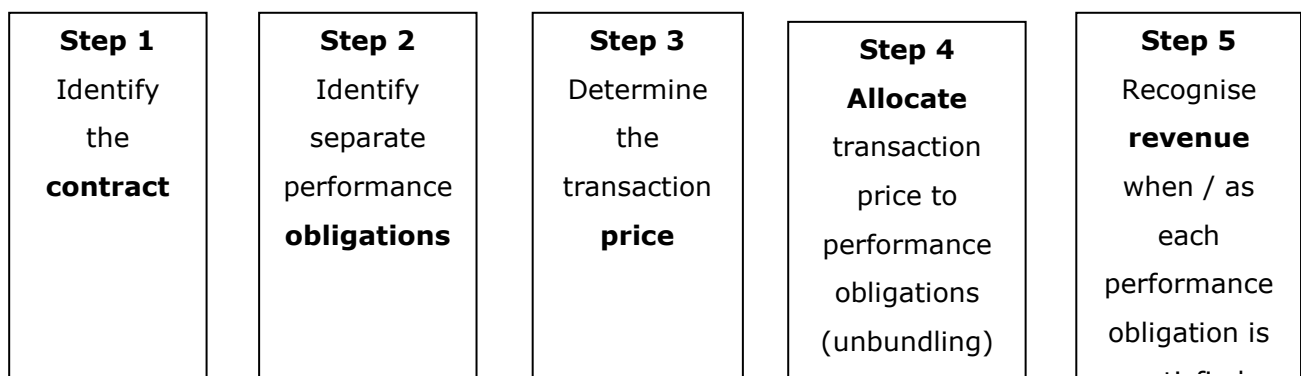 Step 1
Identify
the
contract
Step 2
Identify
separate
performance
obligations
Step 3
Determine
the
transaction
price
Step 4
Allocate
transaction
price to
performance
obligations
(unbundling)
Step 5
Recognise
revenue
when / as
each
performance
obligation is